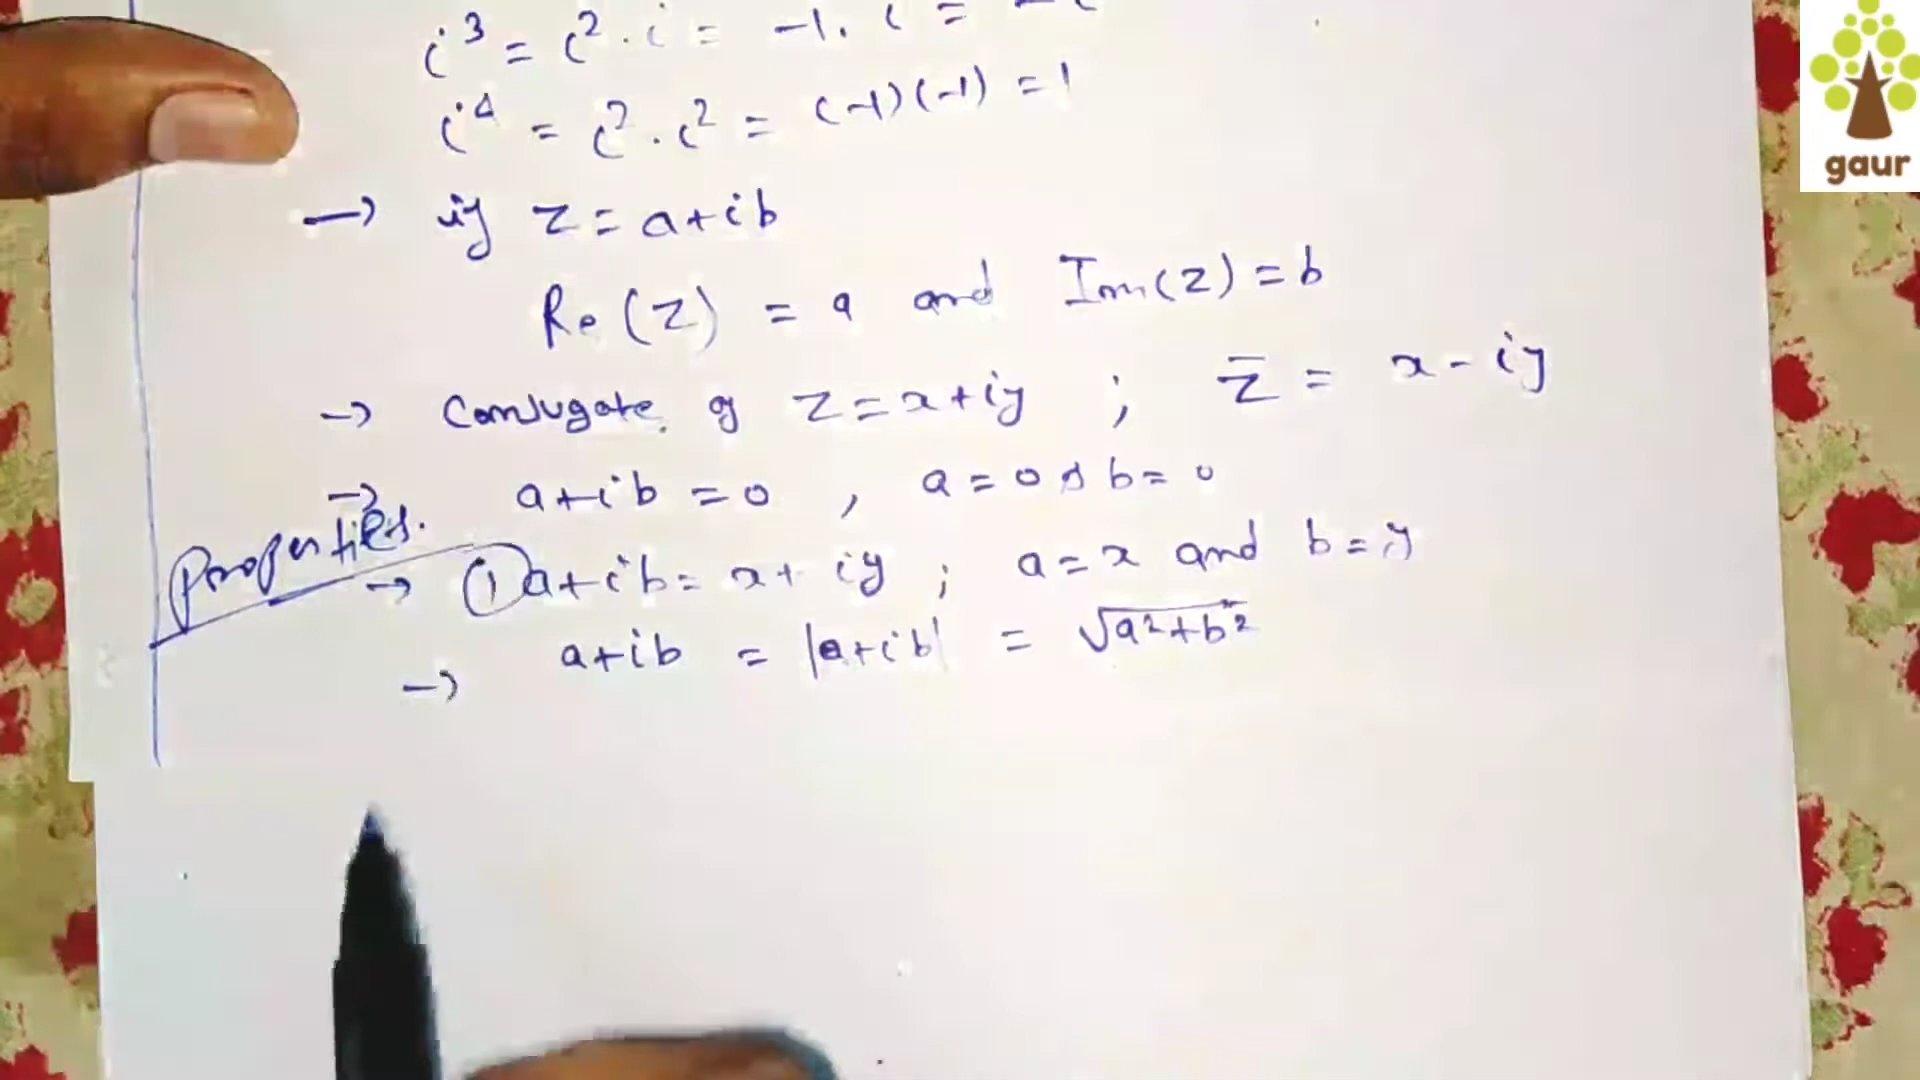 i³ = i² . i = -1. i = -i
i⁴ = i² . i² = (-1)(-1) = 1
→ if z = a+ib
Re(z) = a and Im(z) = b
→ Conjugate of z = x+iy ; z̄ = x - iy
→ a+ib = 0 , a = 0 & b = 0
Properties.
→ ① a+ib = x + iy ; a = x and b = y
→ a+ib = |a+ib| = √a²+b²
gaur